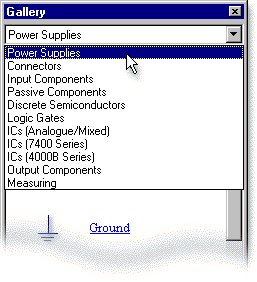 Gallery
Power Supplies
Power Supplies
Connectors
Input Components
Passive Components
Discrete Semiconductors
Logic Gates
ICs (Analogue/Mixed)
ICs (7400 Series)
ICs (4000B Series)
Output Components
Measuring
Ground